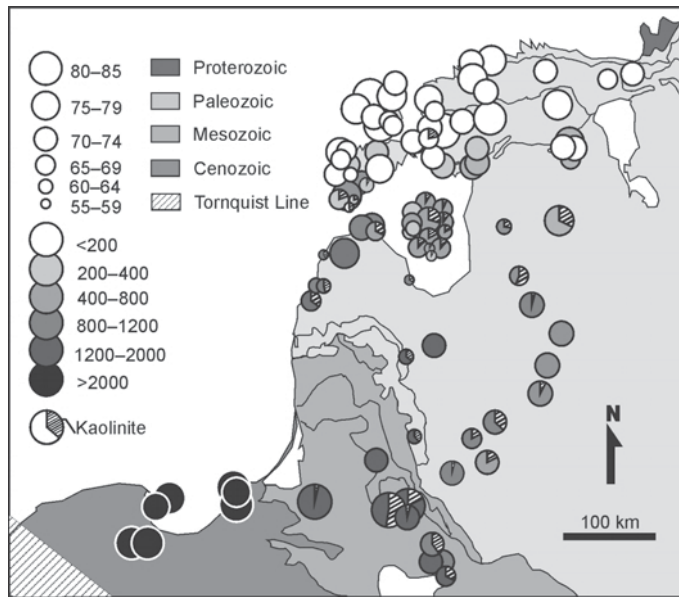 80–85
75–79
70–74
65–69
60–64
55–59
<200
200–400
400–800
800–1200
1200–2000
>2000
Kaolinite
Proterozoic
Paleozoic
Mesozoic
Cenozoic
Tornquist Line
N
100 km